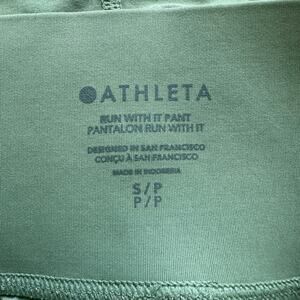 ATHLETA
RUN WITH IT PANT
PANTALON RUN WITH IT
DESIGNED IN SAN FRANCISCO
CONÇU À SAN FRANCISCO
MADE IN INDONESIA
S/P
P/P